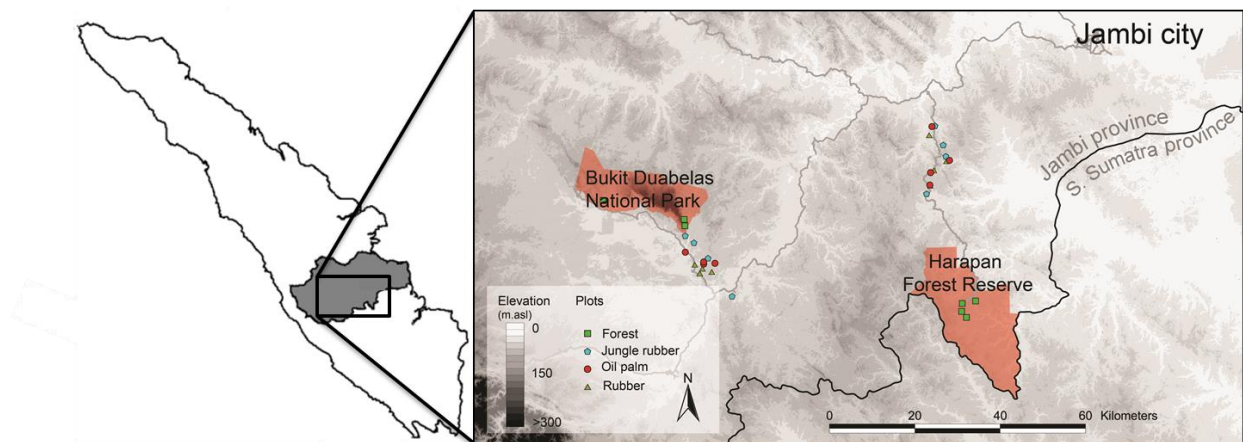 Jambi city
Jambi province
S. Sumatra province
Bukit Duabelas
National Park
Harapan
Forest Reserve
Elevation
(m.asl)
0
150
>300
Plots
Forest
Jungle rubber
Oil palm
Rubber
N
0 20 40 60 Kilometers